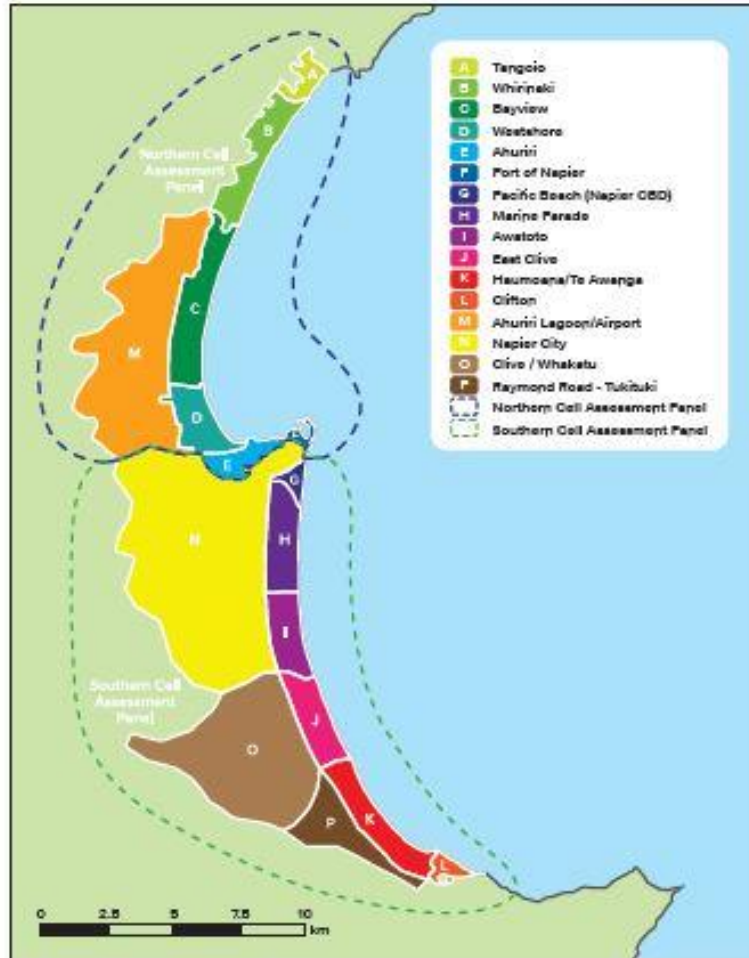 A
B
Northern Cell
Assessment
Panel
C
M
D
E
G
N
H
I
Southern Cell
Assessment
Panel
J
O
P
K
L
A Tangoio
B Whirinaki
C Bayview
D Westshore
E Ahuriri
F Port of Napier
G Pacific Beach (Napier CBD)
H Marine Parade
I Awatoto
J East Clive
K Haumoana/Te Awanga
L Clifton
M Ahuriri Lagoon/Airport
N Napier City
O Clive / Whakatu
P Raymond Road - Tukituki
Northern Cell Assessment Panel
Southern Cell Assessment Panel
0 2.5 5 7.5 10
km